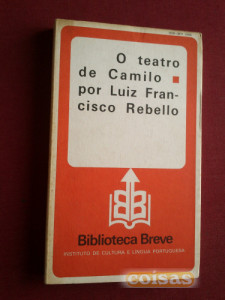 O teatro
de Camilo ■
por Luiz Fran-
cisco Rebello
Biblioteca Breve
INSTITUTO DE CULTURA E LÍNGUA PORTUGUESA
coisas